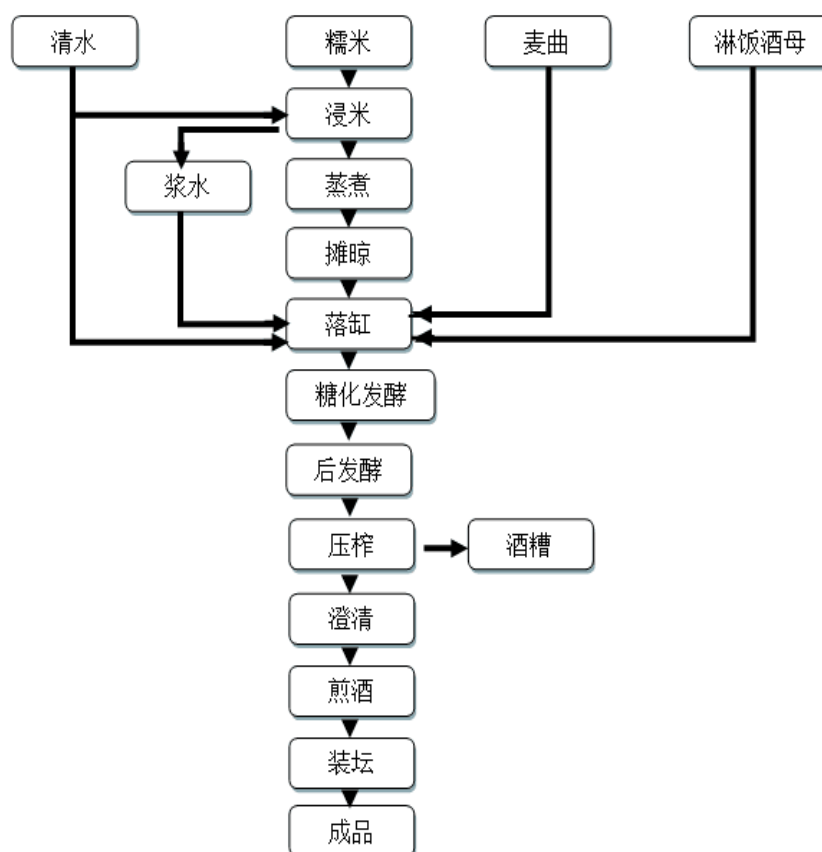 清水
糯米
麦曲
淋饭酒母
浸米
浆水
蒸煮
摊晾
落缸
糖化发酵
后发酵
压榨
酒糟
澄清
煎酒
装坛
成品